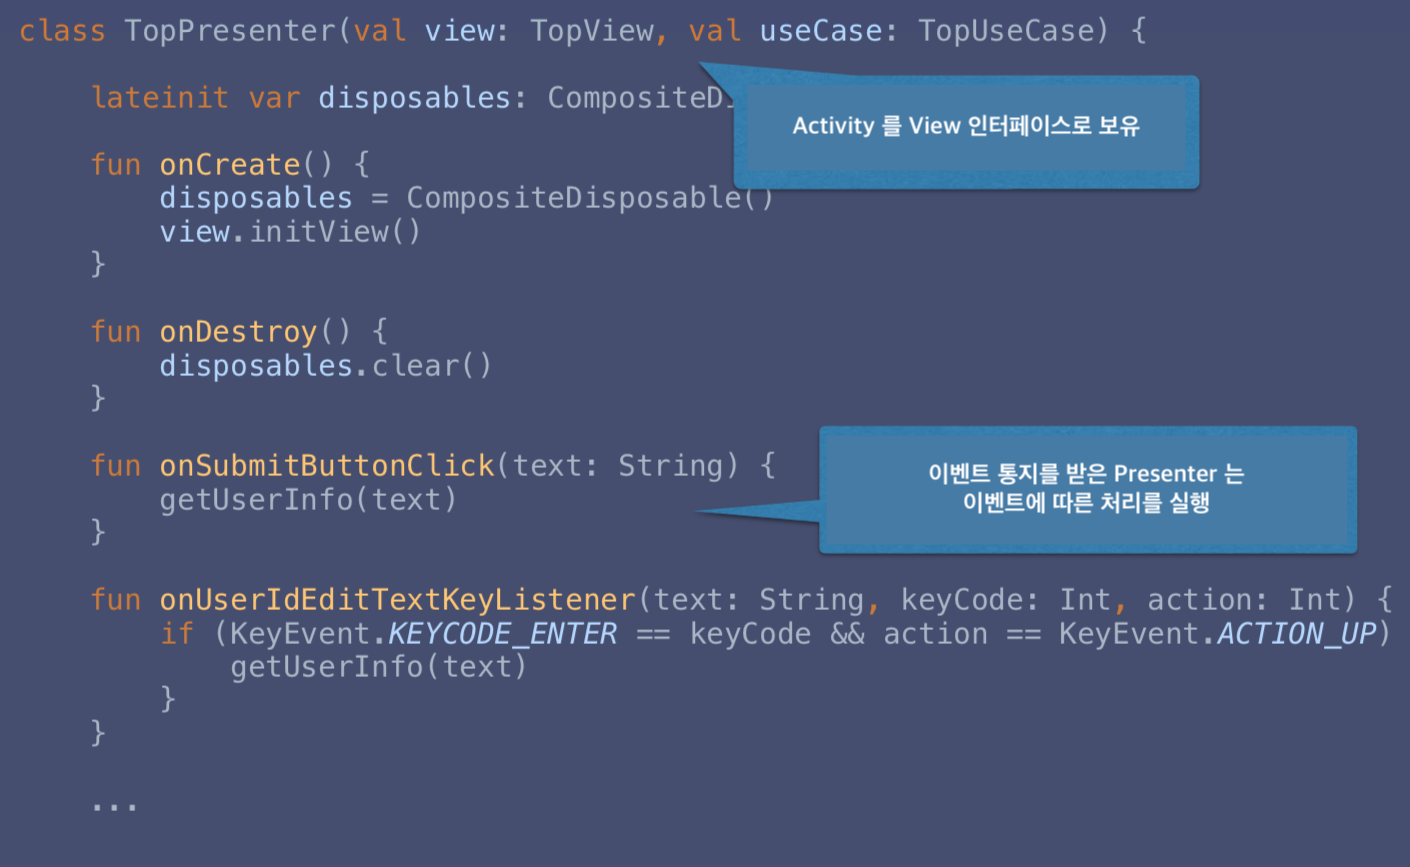 class TopPresenter(val view: TopView, val useCase: TopUseCase) {
lateinit var disposables:
Activity 를 View 인터페이스로 보유
fun onCreate() {
disposables = CompositeDisposable()
view.initView()
}
fun onDestroy() {
disposables.clear()
}
fun onSubmitButtonClick(text: String) {
getUserInfo(text)
}
이벤트 통지를 받은 Presenter 는
이벤트에 따른 처리를 실행
fun onUserIdEditTextKeyListener(text: String, keyCode: Int, action: Int) {
if (KeyEvent.KEYCODE_ENTER == keyCode && action == KeyEvent.ACTION_UP)
getUserInfo(text)
}
}
...